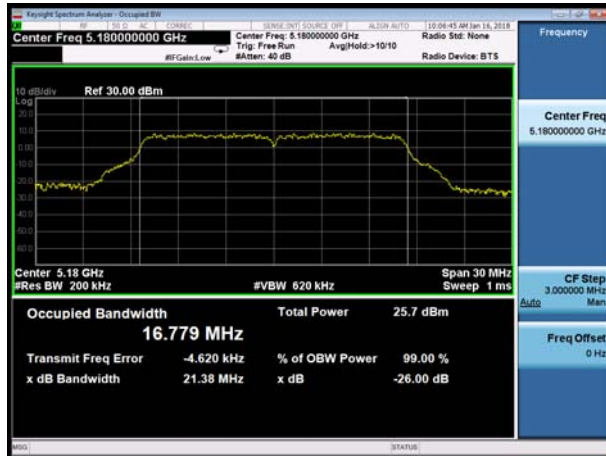 Keysight Spectrum Analyzer - Occupied BW
RF 50 Ω AC CORREC SENSE:INT SOURCE OFF ALIGN AUTO 10:06:45 AM Jan 16, 2018
Center Freq 5.180000000 GHz
Center Freq: 5.180000000 GHz
Radio Std: None
Trig: Free Run Avg|Hold:>10/10
#IFGain:Low #Atten: 40 dB Radio Device: BTS
10 dB/div Ref 30.00 dBm
Log
20.0
10.0
0.00
10.0
20.0
30.0
40.0
50.0
60.0
Center 5.18 GHz Span 30 MHz
#Res BW 200 kHz #VBW 620 kHz Sweep 1 ms
Occupied Bandwidth Total Power 25.7 dBm
16.779 MHz
Transmit Freq Error -4.620 kHz % of OBW Power 99.00 %
x dB Bandwidth 21.38 MHz x dB -26.00 dB
MSG STATUS
Frequency
Center Freq
5.180000000 GHz
CF Step
3.000000 MHz
Auto Man
Freq Offset
0 Hz